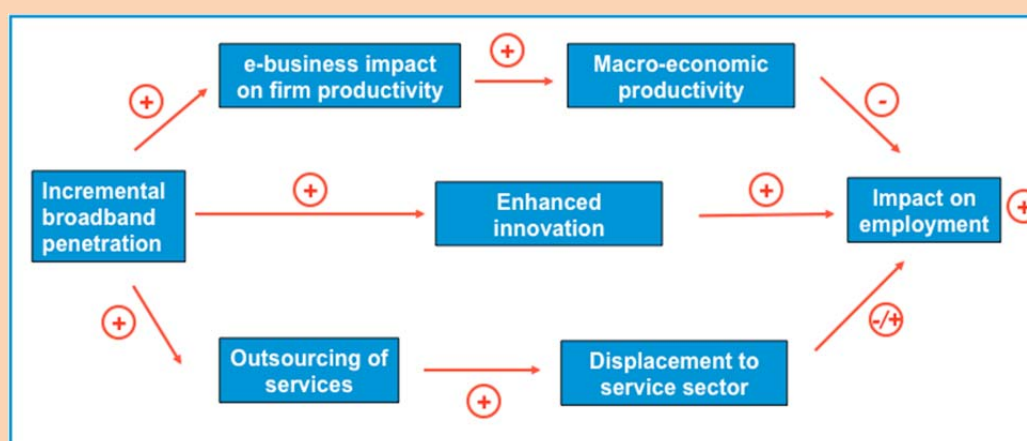 e-business impact
on firm productivity
+
Macro-economic
productivity
+
-
Incremental
broadband
penetration
+
Enhanced
innovation
+
Impact on
employment
+
+
Outsourcing of
services
+
Displacement to
service sector
-/+